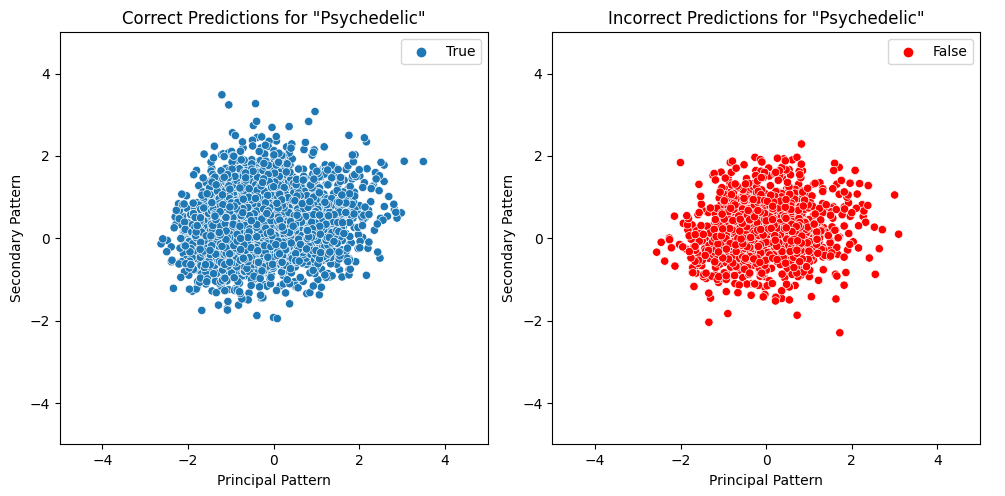 Correct Predictions for "Psychedelic"
True
4
2
0
−2
−4
−4
−2
0
2
4
Secondary Pattern
Principal Pattern
Incorrect Predictions for "Psychedelic"
False
4
2
0
−2
−4
−4
−2
0
2
4
Secondary Pattern
Principal Pattern